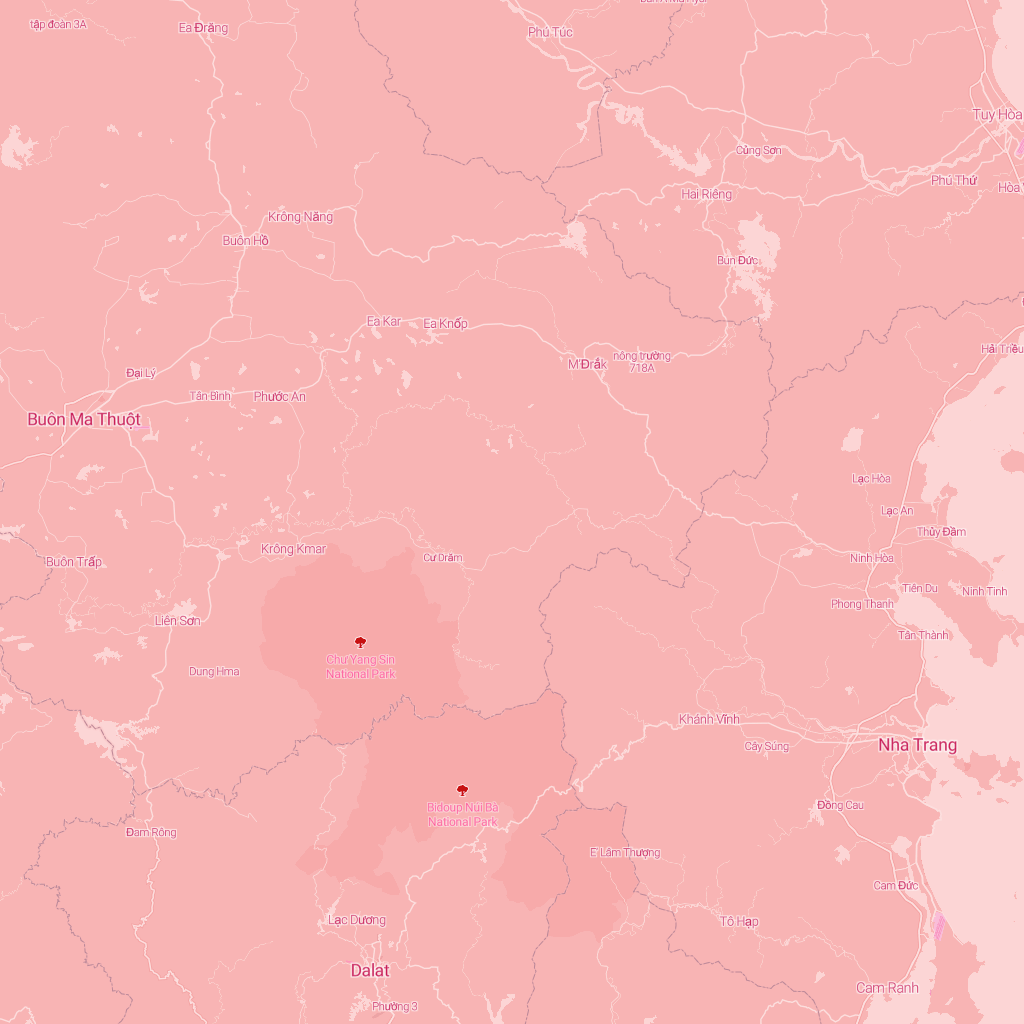 tập đoàn 3A
Ea Đrăng
Phú Túc
Tuy Hòa
Củng Sơn
Phú Thứ
Hòa
Hai Riêng
Krông Năng
Buôn Hồ
Bún Đức
Ea Kar
Ea Knốp
M'Đrắk
nông trường
718A
Hải Triều
Đại Lý
Tân Bình
Phước An
Buôn Ma Thuột
Lạc Hòa
Lạc An
Thủy Đầm
Krông Kmar
Cư Drăm
Ninh Hòa
Buôn Trấp
Tiên Du
Ninh Tinh
Phong Thanh
Liên Sơn
Tân Thành
Chư Yang Sin
National Park
Dung Hma
Khánh Vĩnh
Cây Sung
Nha Trang
Bidoup Núi Bà
National Park
Đồng Cau
Đam Rông
E' Lâm Thượng
Cam Đức
Lạc Dương
Tô Hạp
Dalat
Cam Ranh
Phường 3